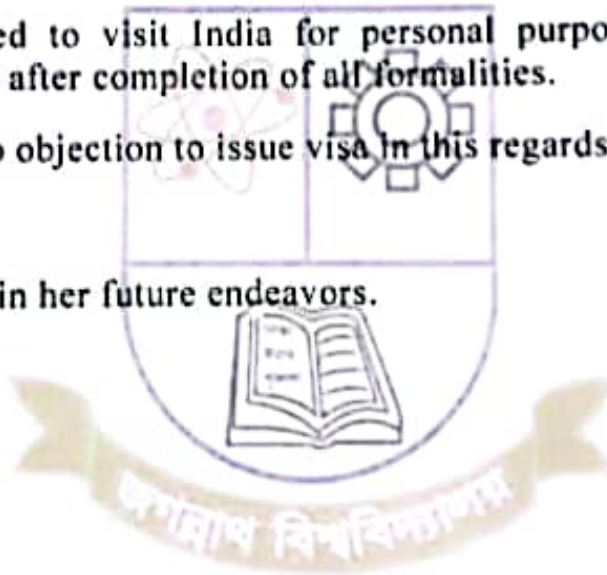 ed to visit India for personal purpo
after completion of all formalities.
o objection to issue visa in this regards
in her future endeavors.
জগন্নাথ বিশ্ববিদ্যালয়